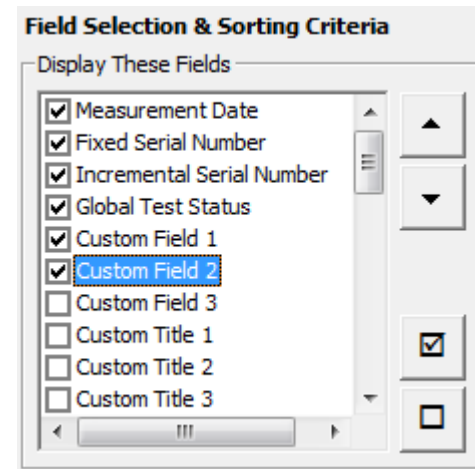 Field Selection & Sorting Criteria
Display These Fields
Measurement Date
Fixed Serial Number
Incremental Serial Number
Global Test Status
Custom Field 1
Custom Field 2
Custom Field 3
Custom Title 1
Custom Title 2
Custom Title 3